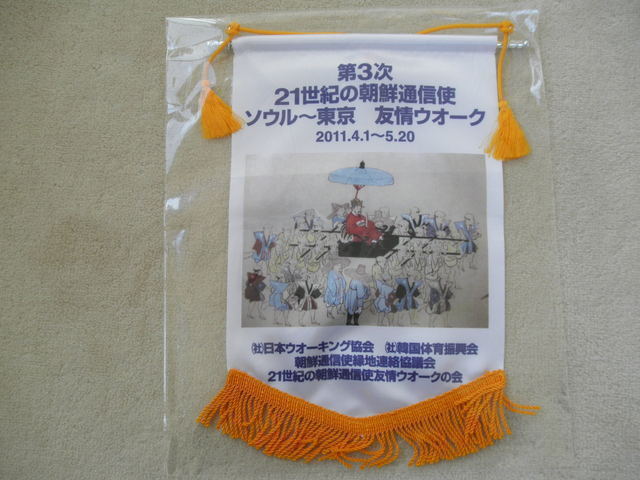 第3次
21世紀の朝鮮通信使
ソウル～東京　友情ウオーク
2011.4.1～5.20
㈳日本ウオーキング協会　㈳韓国体育振興会
朝鮮通信使縁地連絡協議会
21世紀の朝鮮通信使友情ウオークの会